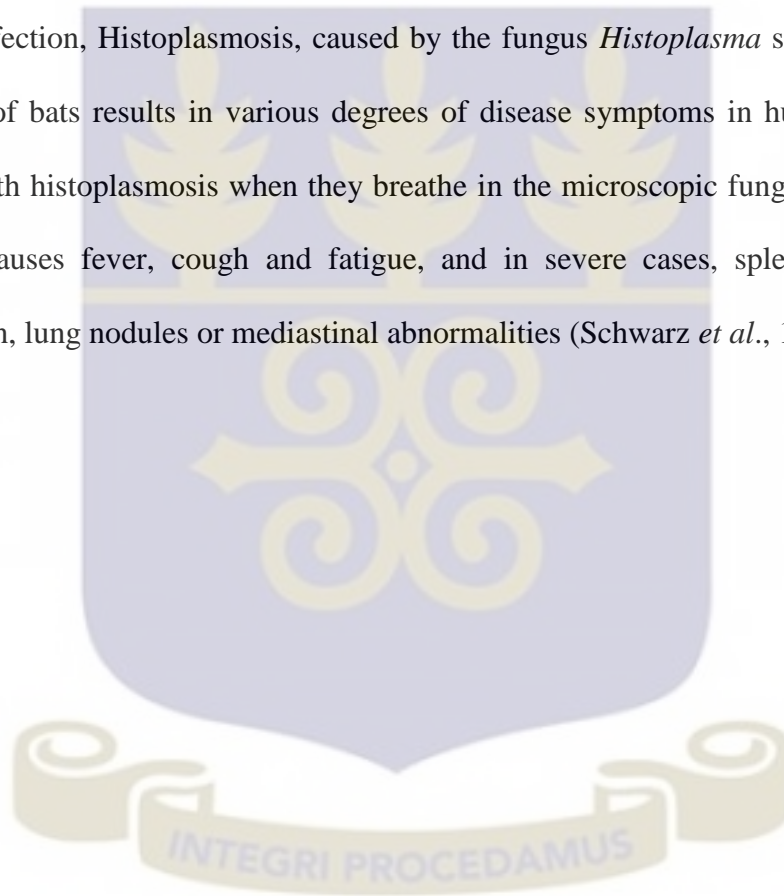 fection, Histoplasmosis, caused by the fungus Histoplasma s
of bats results in various degrees of disease symptoms in hu
th histoplasmosis when they breathe in the microscopic fung
auses fever, cough and fatigue, and in severe cases, sple
n, lung nodules or mediastinal abnormalities (Schwarz et al., 1
INTEGRI PROCEDAMUS